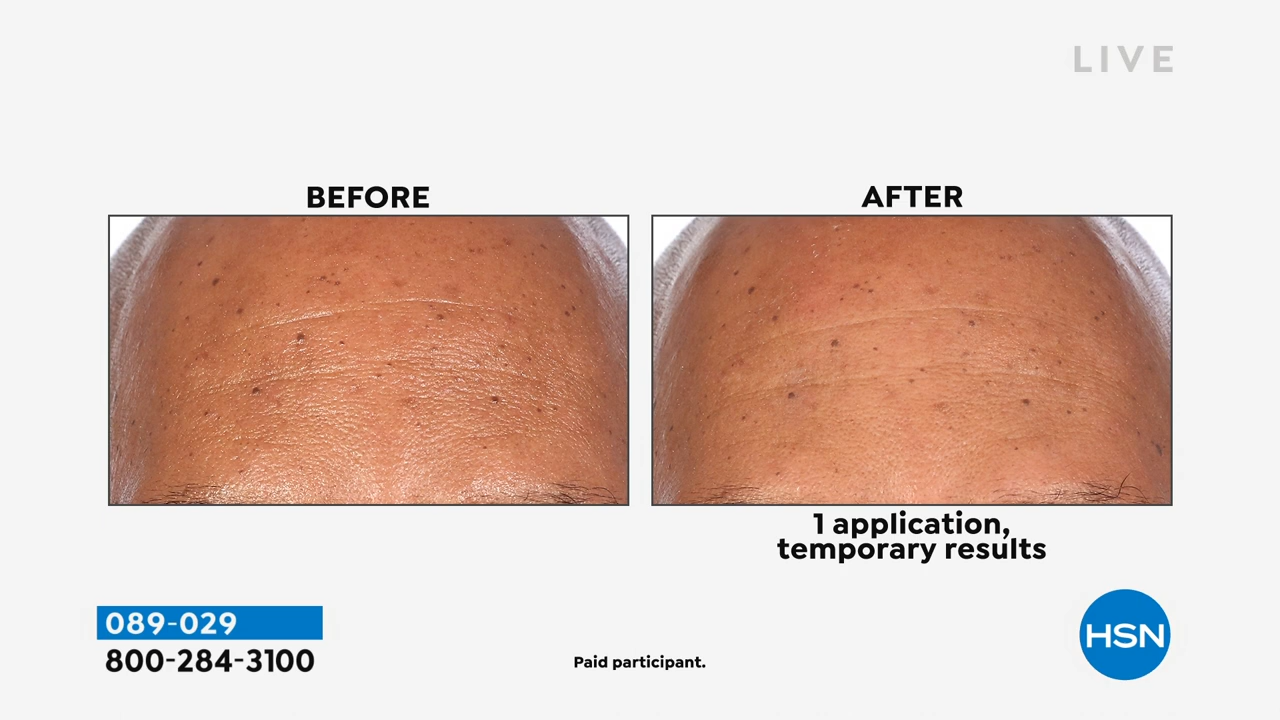 LIVE
BEFORE
AFTER
1 application,
temporary results
089-029
800-284-3100
Paid participant.
HSN